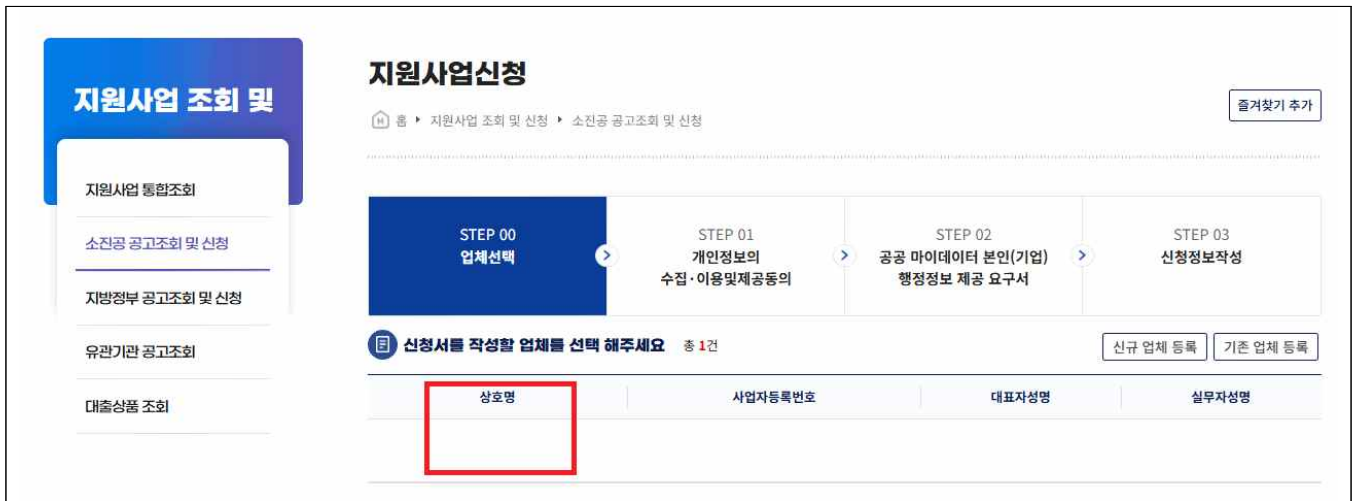 지원사업 조회 및
지원사업 통합조회
소진공 공고조회 및 신청
지방정부 공고조회 및 신청
유관기관 공고조회
대출상품 조회
지원사업신청
즐겨찾기 추가
홈 ▸ 지원사업 조회 및 신청 ▸ 소진공 공고조회 및 신청
STEP 00
업체선택
STEP 01
개인정보의
수집·이용및제공동의
STEP 02
공공 마이데이터 본인(기업)
행정정보 제공 요구서
STEP 03
신청정보작성
신청서를 작성할 업체를 선택 해주세요 총 1건
신규 업체 등록 기존 업체 등록
상호명 사업자등록번호 대표자성명 실무자성명